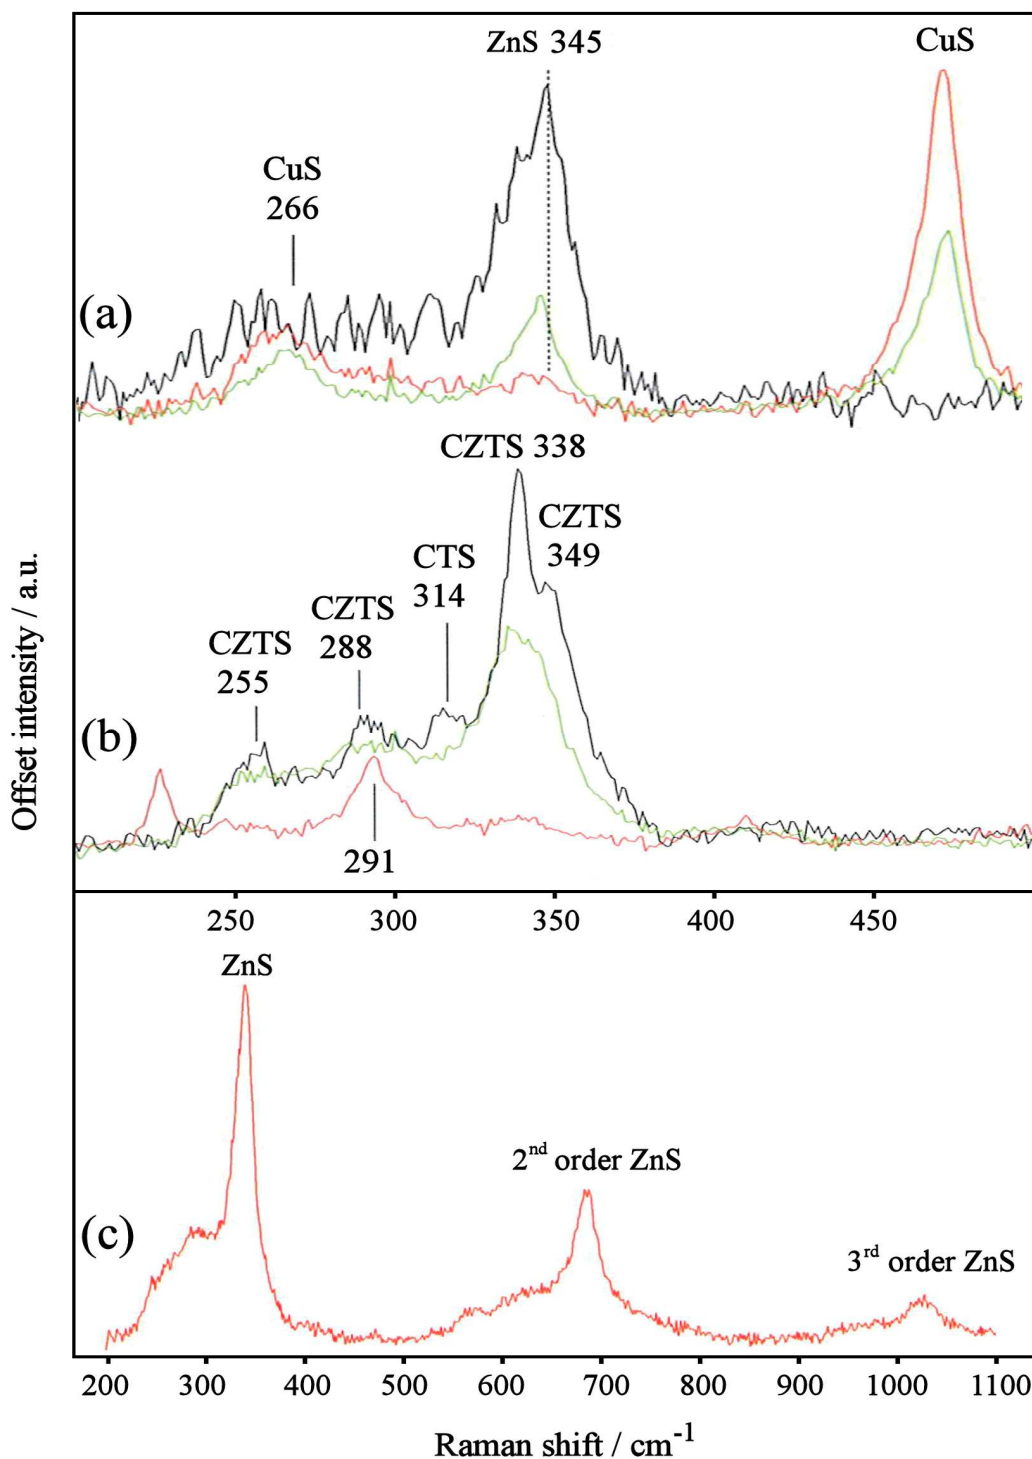 ZnS 345
CuS
CuS
266
(a)
CZTS 338
CZTS
349
CTS
314
CZTS
288
CZTS
255
(b)
291
250 300 350 400 450
ZnS
2nd order ZnS
3rd order ZnS
(c)
200 300 400 500 600 700 800 900 1000 1100
Raman shift / cm-1
Offset intensity / a.u.